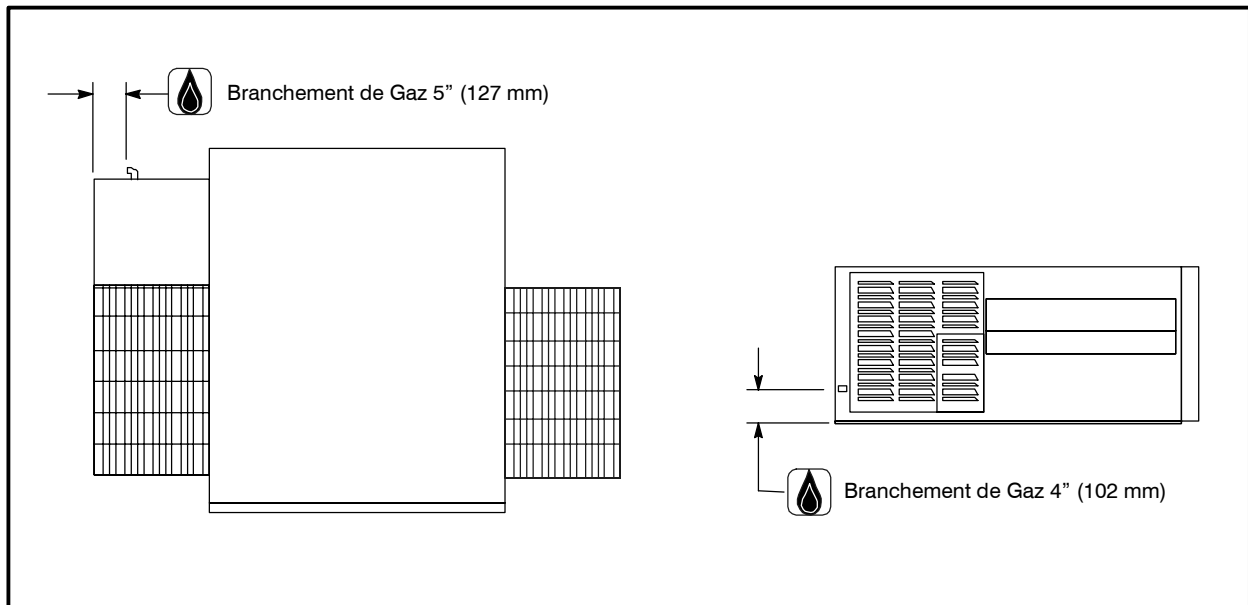 Branchement de Gaz 5” (127 mm)
Branchement de Gaz 4” (102 mm)